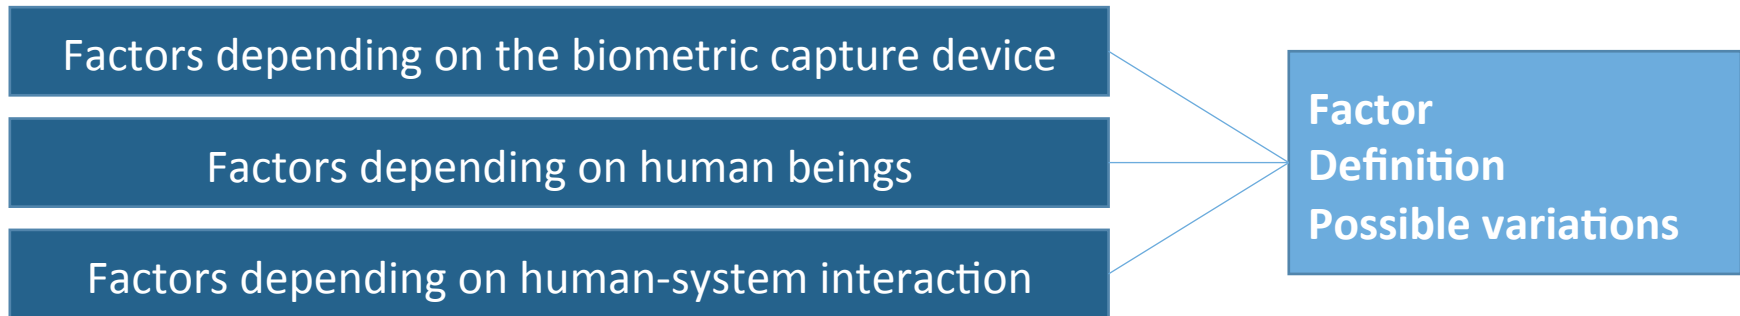 Factors depending on the biometric capture device
Factors depending on human beings
Factors depending on human-system interaction
Factor
Definition
Possible variations